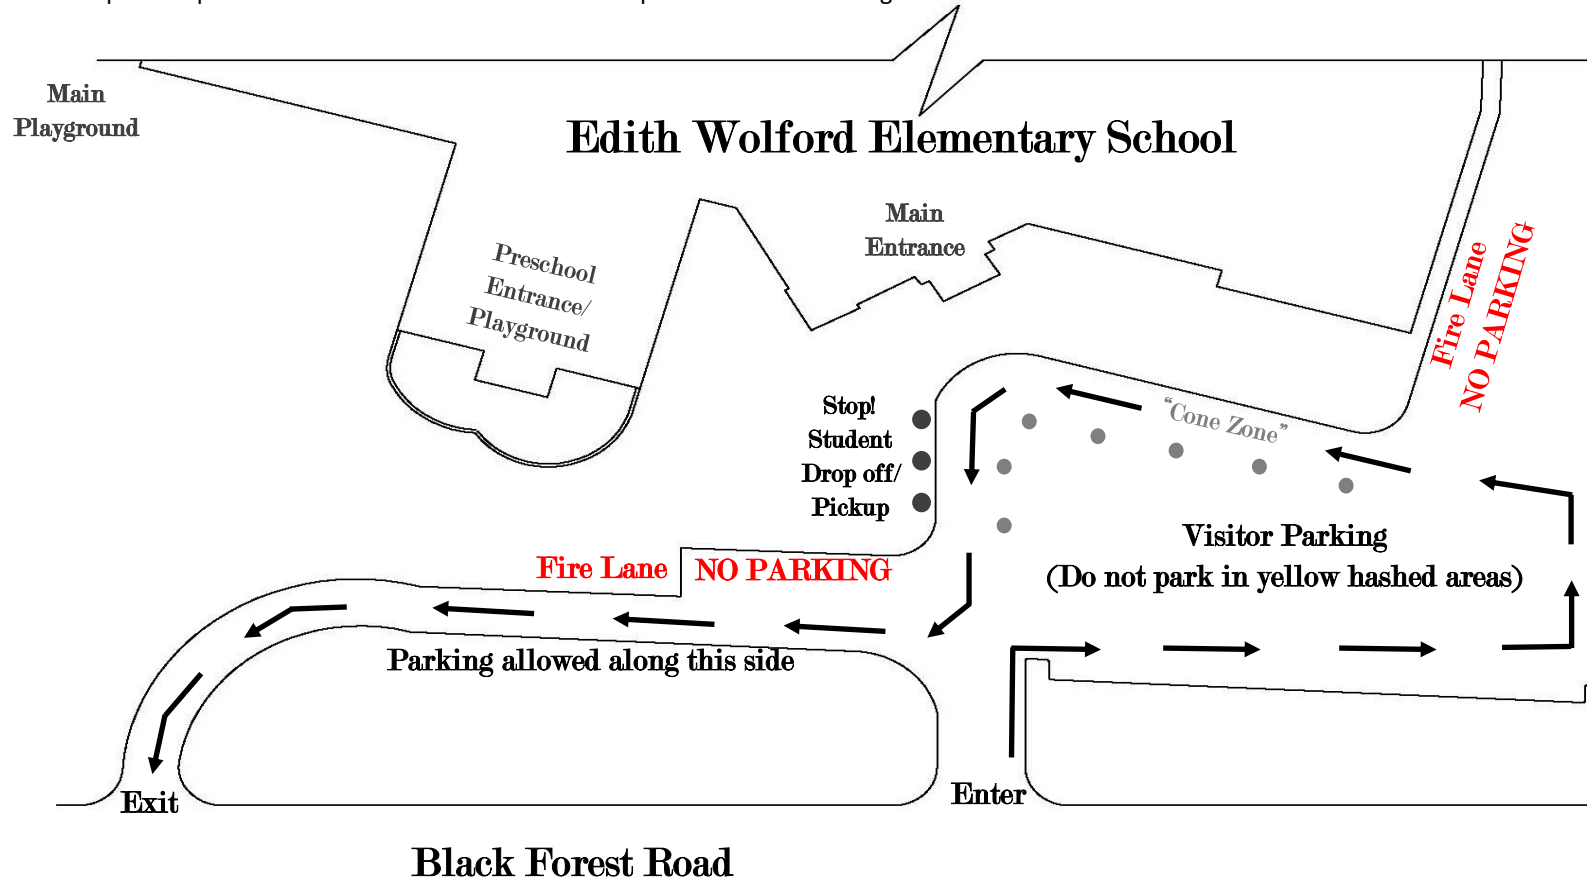 Main
Playground
Edith Wolford Elementary School
Main
Entrance
Preschool
Entrance/
Playground
Fire Lane
NO PARKING
Stop!
Student
Drop off/
Pickup
"Cone Zone"
Visitor Parking
(Do not park in yellow hashed areas)
Fire Lane
NO PARKING
Parking allowed along this side
Exit
Enter
Black Forest Road